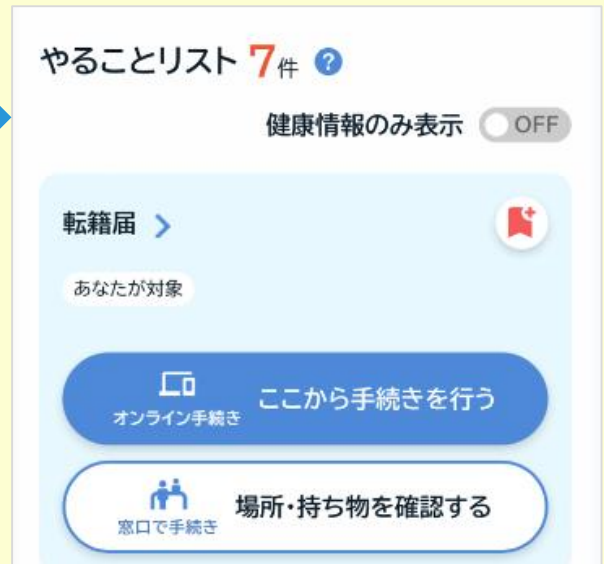 やることリスト 7件 ?
健康情報のみ表示 OFF
転籍届 >
あなたが対象
オンライン手続き ここから手続きを行う
窓口で手続き 場所・持ち物を確認する